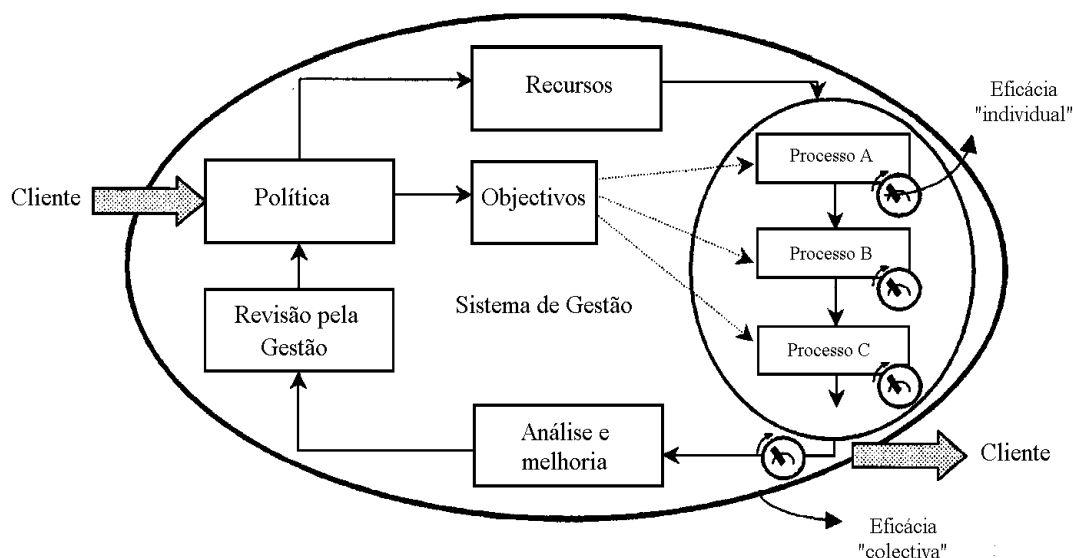 Recursos
Eficácia
"individual"
Processo A
Cliente
Política
Objectivos
Processo B
Revisão pela
Gestão
Sistema de Gestão
Processo C
Análise e
melhoria
Cliente
Eficácia
"colectiva"